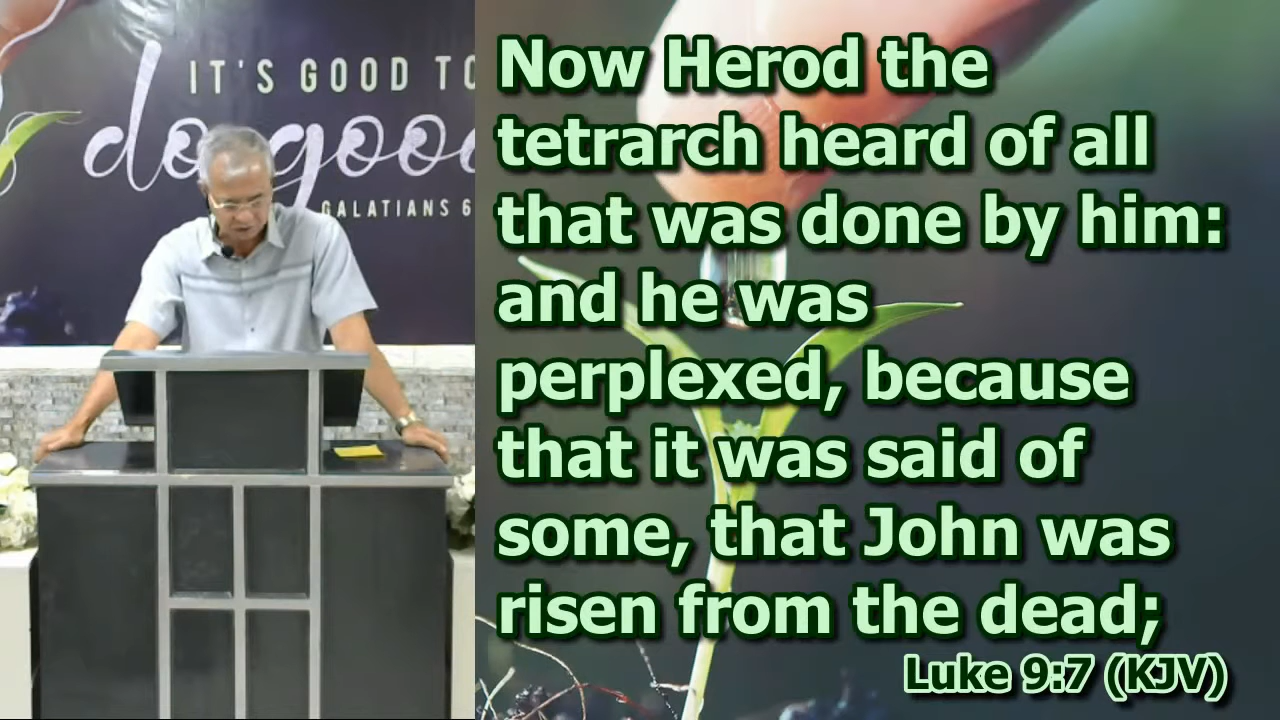 IT'S GOOD TO
do good
GALATIANS 6
Now Herod the
tetrarch heard of all
that was done by him:
and he was
perplexed, because
that it was said of
some, that John was
risen from the dead;
Luke 9:7 (KJV)